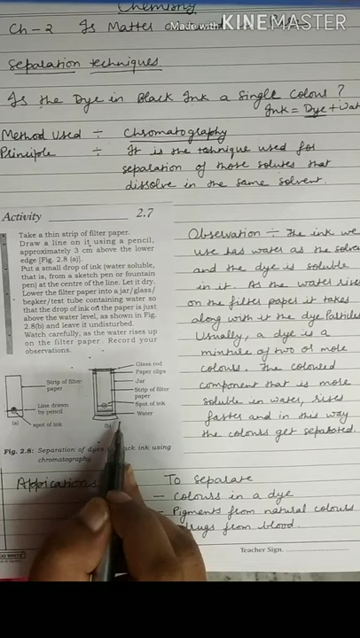 Chemistry
Made with
KINEMASTER
Ch-2 Is Matter
Separation techniques
Is the Dye in Black Ink a Single Colour?
Ink = Dye + Wat
Method Used ÷ Chromatography
Principle ÷ It is the technique used for
separation of those solutes that
dissolve in the same solvent.
Activity 2.7
Take a thin strip of filter paper.
Draw a line on it using a pencil,
approximately 3 cm above the lower
edge [Fig. 2.8 (a)].
Put a small drop of ink (water soluble,
that is, from a sketch pen or fountain
pen) at the centre of the line. Let it dry.
Lower the filter paper into a jar/glass/
beaker/test tube containing water so
that the drop of ink on the paper is just
above the water level, as shown in Fig.
2.8(b) and leave it undisturbed.
Watch carefully, as the water rises up
on the filter paper. Record your
observations.
Glass rod
Paper clips
Jar
Strip of filter
paper
Spot of ink
Water
Strip of filter
paper
Line drawn
by pencil
spot of ink
(a)
(b)
Fig. 2.8: Separation of dyes black ink using
chromatography
Observation ÷ The ink we
use has water as the solve
and the dye is soluble
in it. As the water rises
on the filter paper it takes
along with it the dye Particles
Usually, a dye is a
mixture of two or more
colours. The coloured
component that is more
soluble in water, rises
faster and in this way
the colours get separated.
Appications To separate
– Colours in a dye
– Pigments from natural colours
rugs from blood.
Teacher Sign.